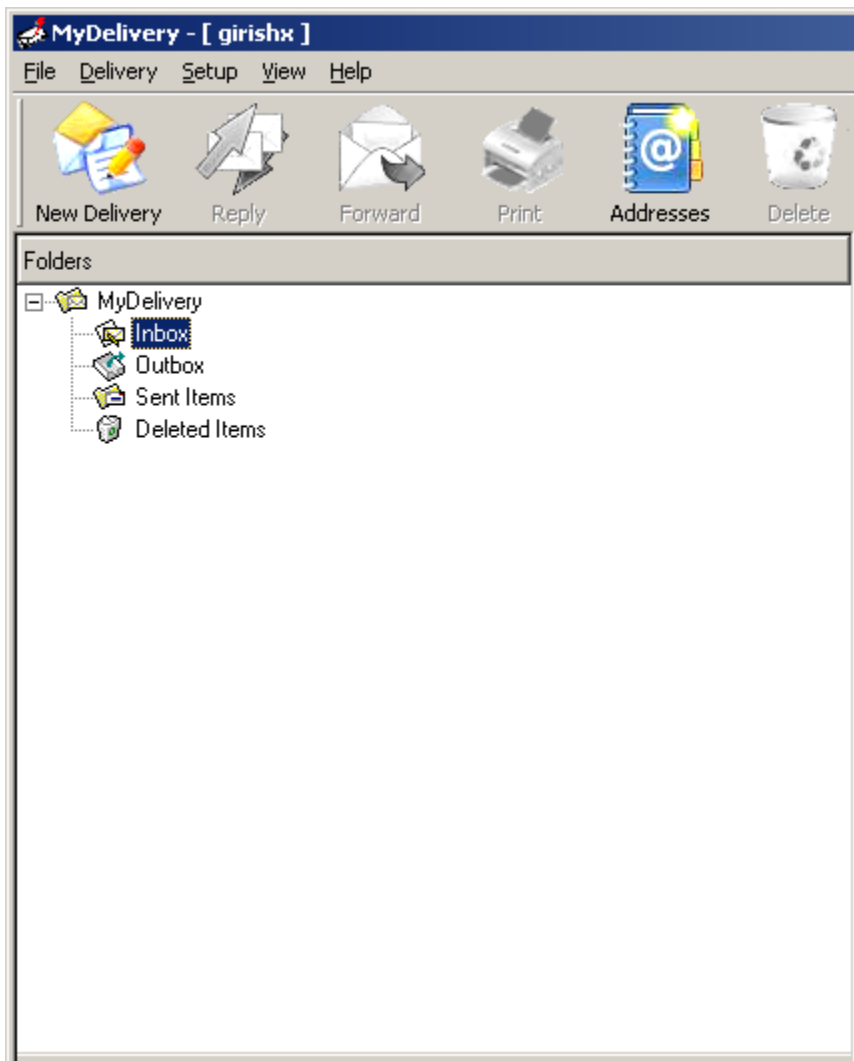 MyDelivery - [ girishx ]
File Delivery Setup View Help
New Delivery Reply Forward Print Addresses Delete
Folders
MyDelivery
Inbox
Outbox
Sent Items
Deleted Items